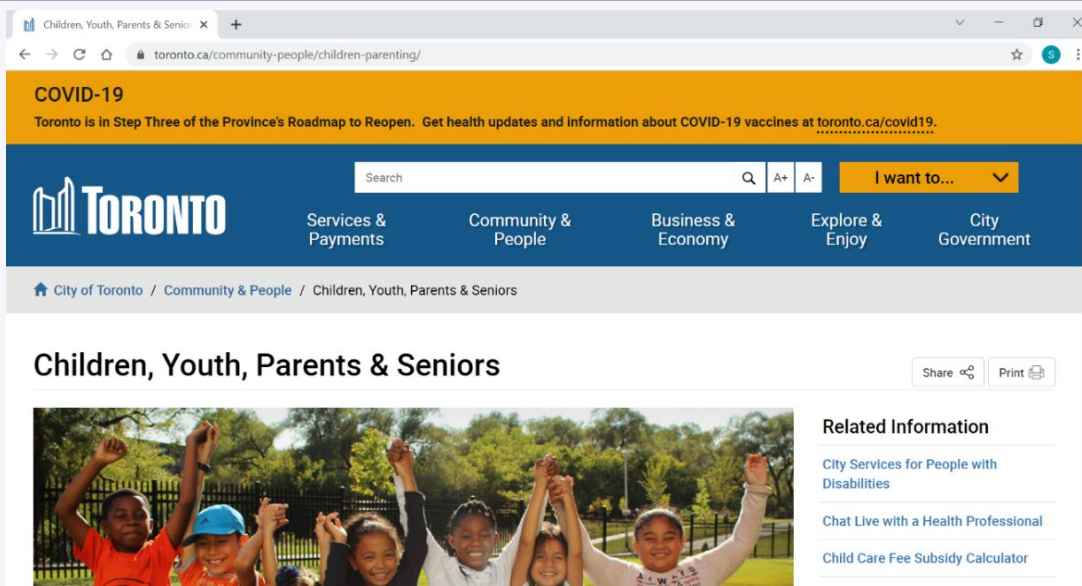 Children, Youth, Parents & Senior
toronto.ca/community-people/children-parenting/
S
COVID-19
Toronto is in Step Three of the Province's Roadmap to Reopen. Get health updates and information about COVID-19 vaccines at toronto.ca/covid19.
Search
A+
A-
I want to...
TORONTO
Services &
Payments
Community &
People
Business &
Economy
Explore &
Enjoy
City
Government
City of Toronto / Community & People / Children, Youth, Parents & Seniors
Children, Youth, Parents & Seniors
Share
Print
Related Information
City Services for People with
Disabilities
Chat Live with a Health Professional
Child Care Fee Subsidy Calculator
ALWAYS